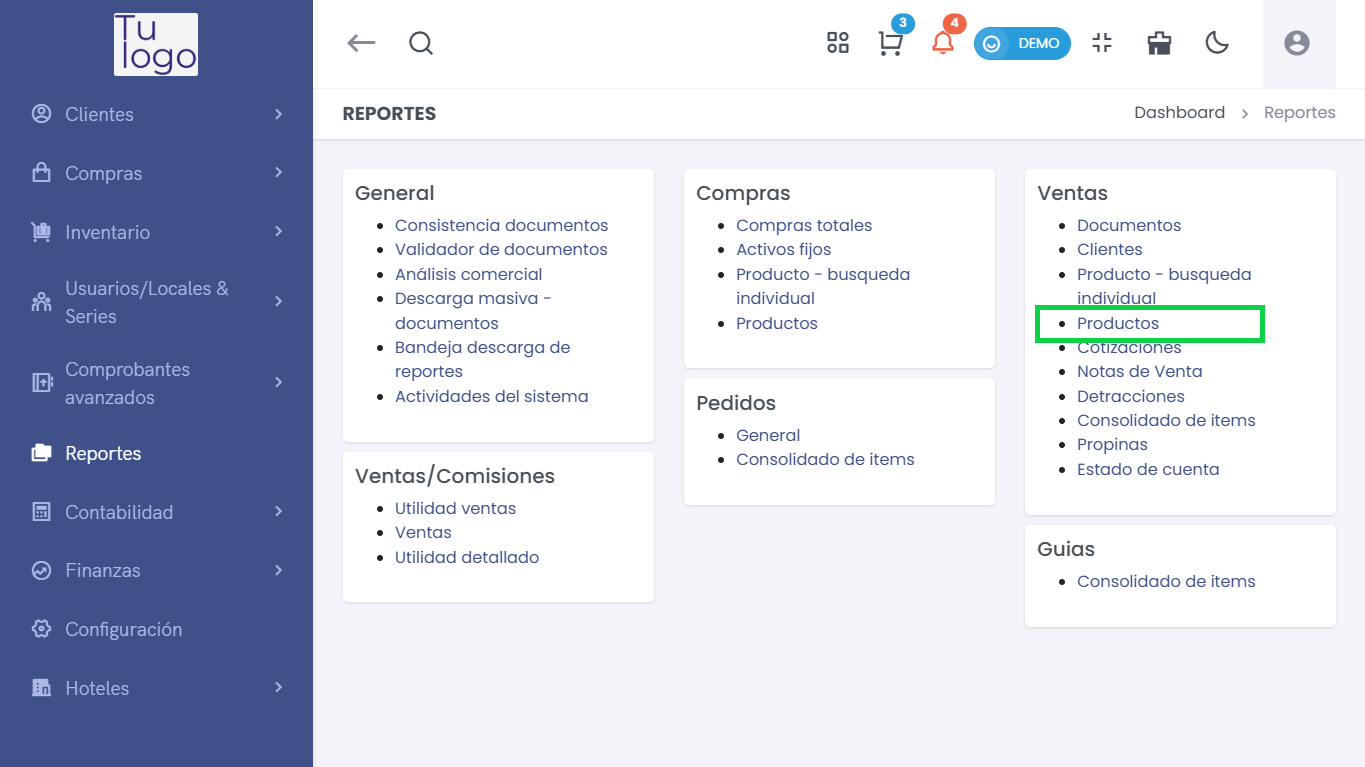 Tu
logo
Clientes
Compras
Inventario
Usuarios/Locales &
Series
Comprobantes
avanzados
Reportes
Contabilidad
Finanzas
Configuración
Hoteles
3
4
DEMO
REPORTES
Dashboard > Reportes
General
Consistencia documentos
Validador de documentos
Análisis comercial
Descarga masiva -
documentos
Bandeja descarga de
reportes
Actividades del sistema
Ventas/Comisiones
Utilidad ventas
Ventas
Utilidad detallado
Compras
Compras totales
Activos fijos
Producto - busqueda
individual
Productos
Pedidos
General
Consolidado de items
Ventas
Documentos
Clientes
Producto - busqueda
individual
Productos
Cotizaciones
Notas de Venta
Detracciones
Consolidado de items
Propinas
Estado de cuenta
Guias
Consolidado de items